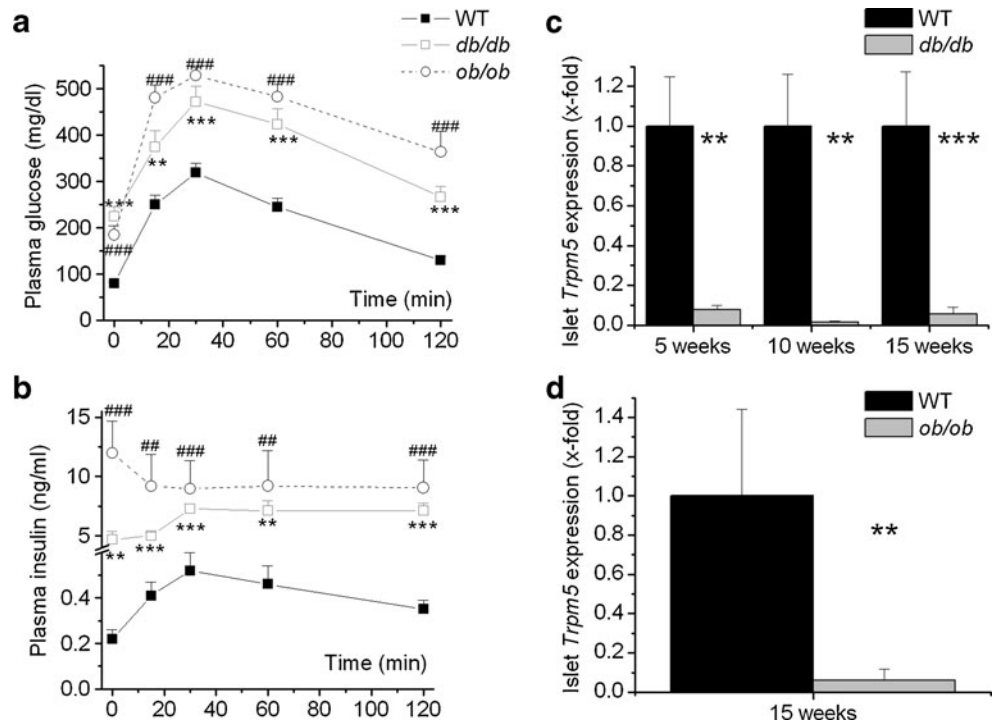 a
WT
db/db
ob/ob
Plasma glucose (mg/dl)
500
400
300
200
100
0
###
###
###
###
###
***
**
***
***
***
Time (min)
0 20 40 60 80 100 120
b
Plasma insulin (ng/ml)
15
10
5
0.4
0.2
0.0
###
##
###
##
###
**
***
***
**
***
Time (min)
0 20 40 60 80 100 120
c
WT
db/db
Islet Trpm5 expression (x-fold)
1.2
1.0
0.8
0.6
0.4
0.2
0.0
**
**
***
5 weeks 10 weeks 15 weeks
d
WT
ob/ob
Islet Trpm5 expression (x-fold)
1.4
1.2
1.0
0.8
0.6
0.4
0.2
0.0
**
15 weeks